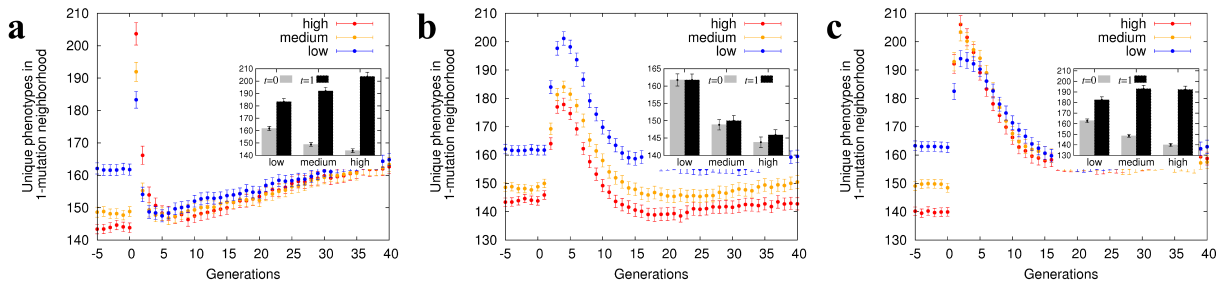 a
Unique phenotypes in
1-mutation neighborhood
210
200
190
180
170
160
150
140
-5 0 5 10 15 20 25 30 35 40
Generations
high
medium
low
t=0 t=1
210
200
190
180
170
160
150
140
low medium high
b
Unique phenotypes in
1-mutation neighborhood
210
200
190
180
170
160
150
140
130
-5 0 5 10 15 20 25 30 35 40
Generations
high
medium
low
t=0 t=1
165
160
155
150
145
140
low medium high
c
Unique phenotypes in
1-mutation neighborhood
210
200
190
180
170
160
150
140
130
-5 0 5 10 15 20 25 30 35 40
Generations
high
medium
low
t=0 t=1
210
200
190
180
170
160
150
140
130
low medium high